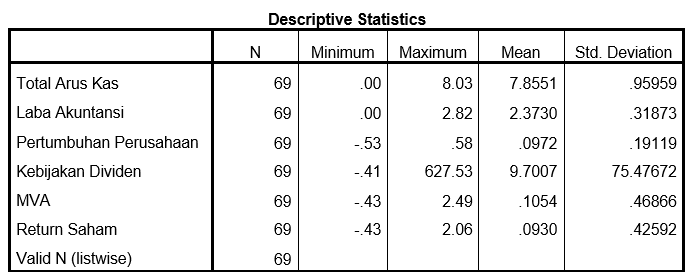 Descriptive Statistics
N Minimum Maximum Mean Std. Deviation
Total Arus Kas 69 .00 8.03 7.8551 .95959
Laba Akuntansi 69 .00 2.82 2.3730 .31873
Pertumbuhan Perusahaan 69 -.53 .58 .0972 .19119
Kebijakan Dividen 69 -.41 627.53 9.7007 75.47672
MVA 69 -.43 2.49 .1054 .46866
Return Saham 69 -.43 2.06 .0930 .42592
Valid N (listwise) 69